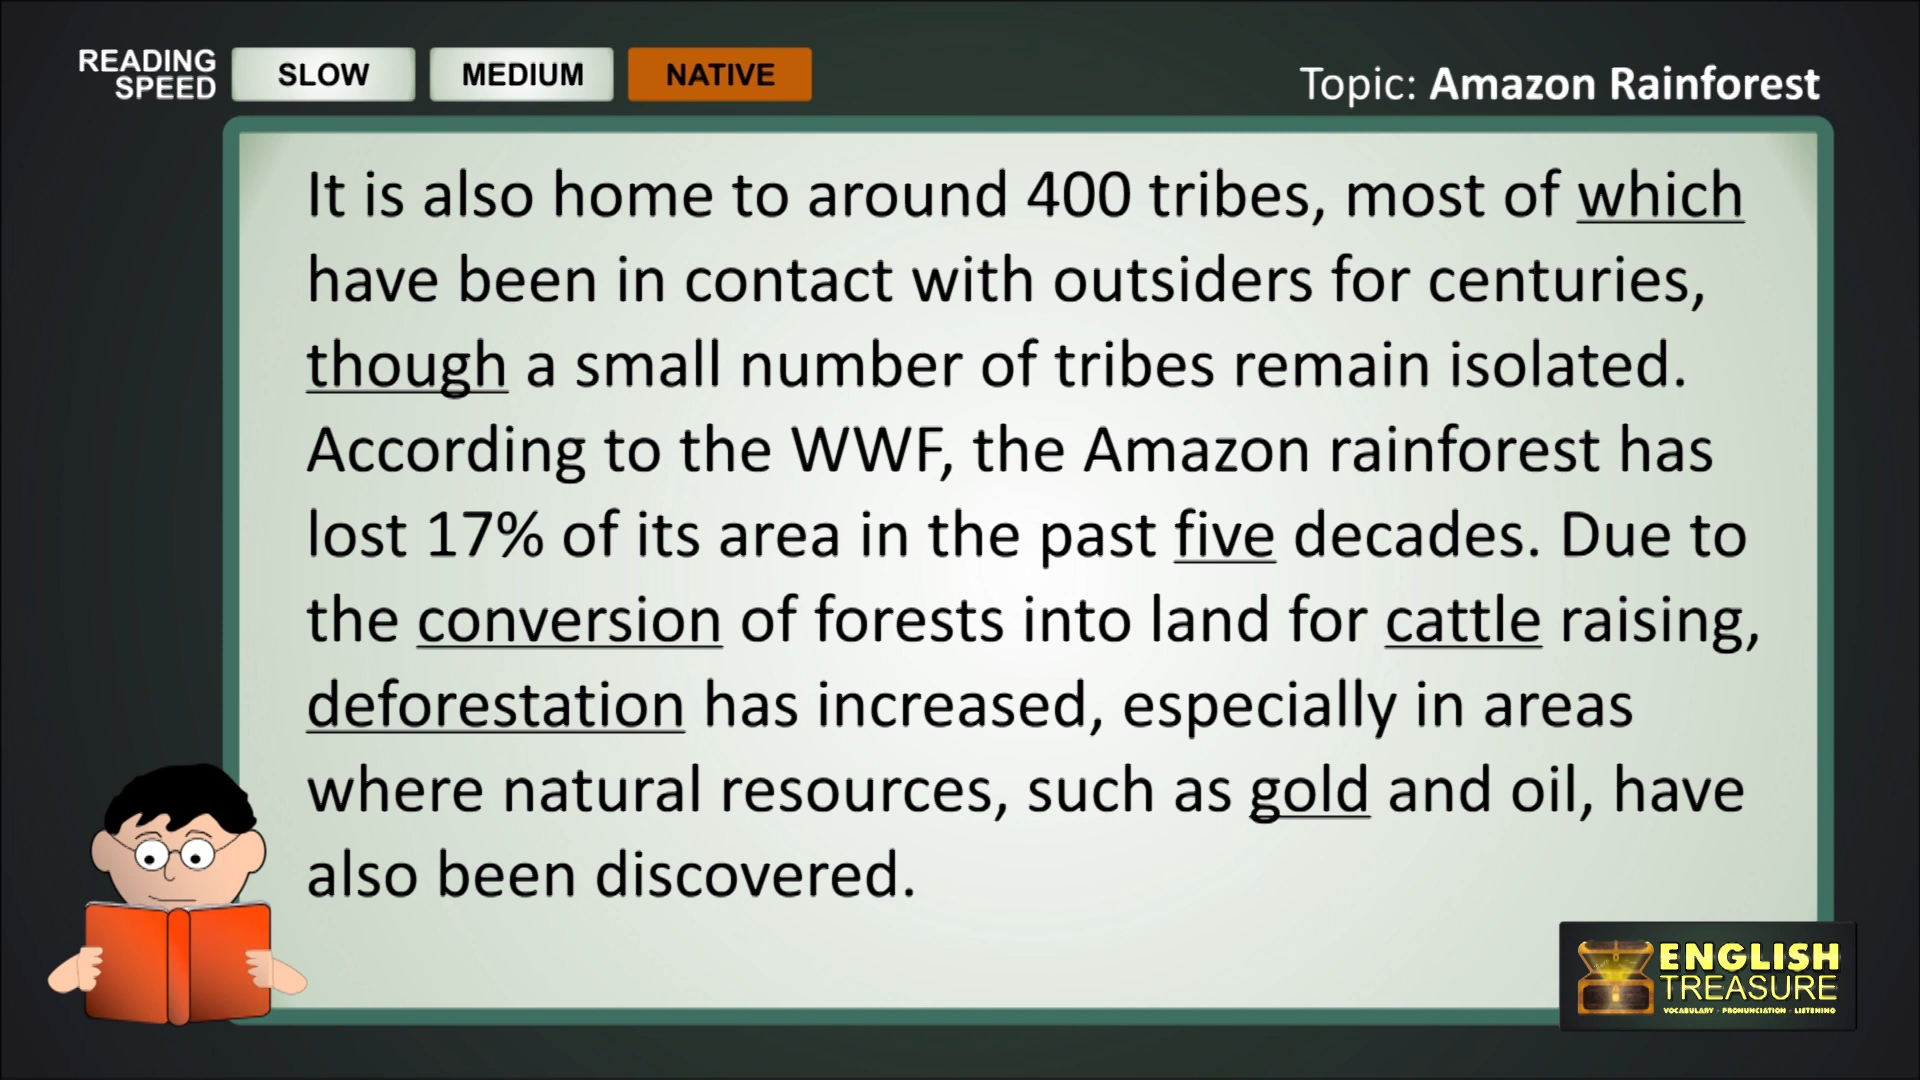 READING
SPEED
SLOW
MEDIUM
NATIVE
Topic: Amazon Rainforest
It is also home to around 400 tribes, most of which
have been in contact with outsiders for centuries,
though a small number of tribes remain isolated.
According to the WWF, the Amazon rainforest has
lost 17% of its area in the past five decades. Due to
the conversion of forests into land for cattle raising,
deforestation has increased, especially in areas
where natural resources, such as gold and oil, have
also been discovered.
ENGLISH
TREASURE
VOCABULARY - PRONUNCIATION - LISTENING